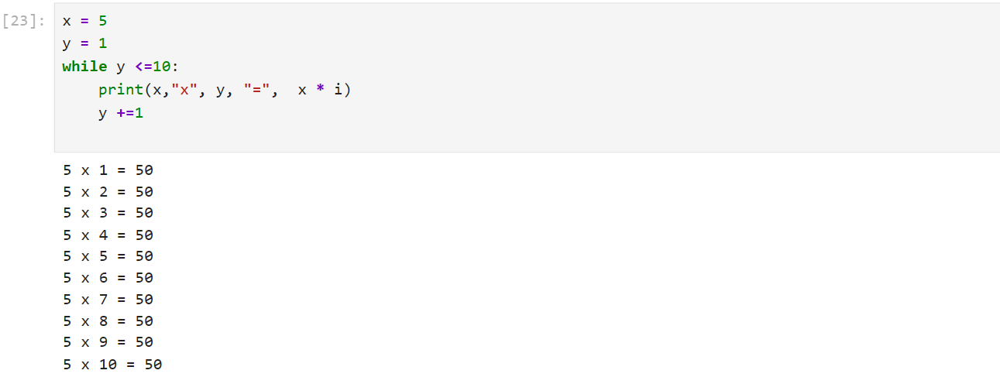 [23]:
x = 5
y = 1
while y <=10:
    print(x,"x", y, "=",  x * i)
    y +=1
5 x 1 = 50
5 x 2 = 50
5 x 3 = 50
5 x 4 = 50
5 x 5 = 50
5 x 6 = 50
5 x 7 = 50
5 x 8 = 50
5 x 9 = 50
5 x 10 = 50